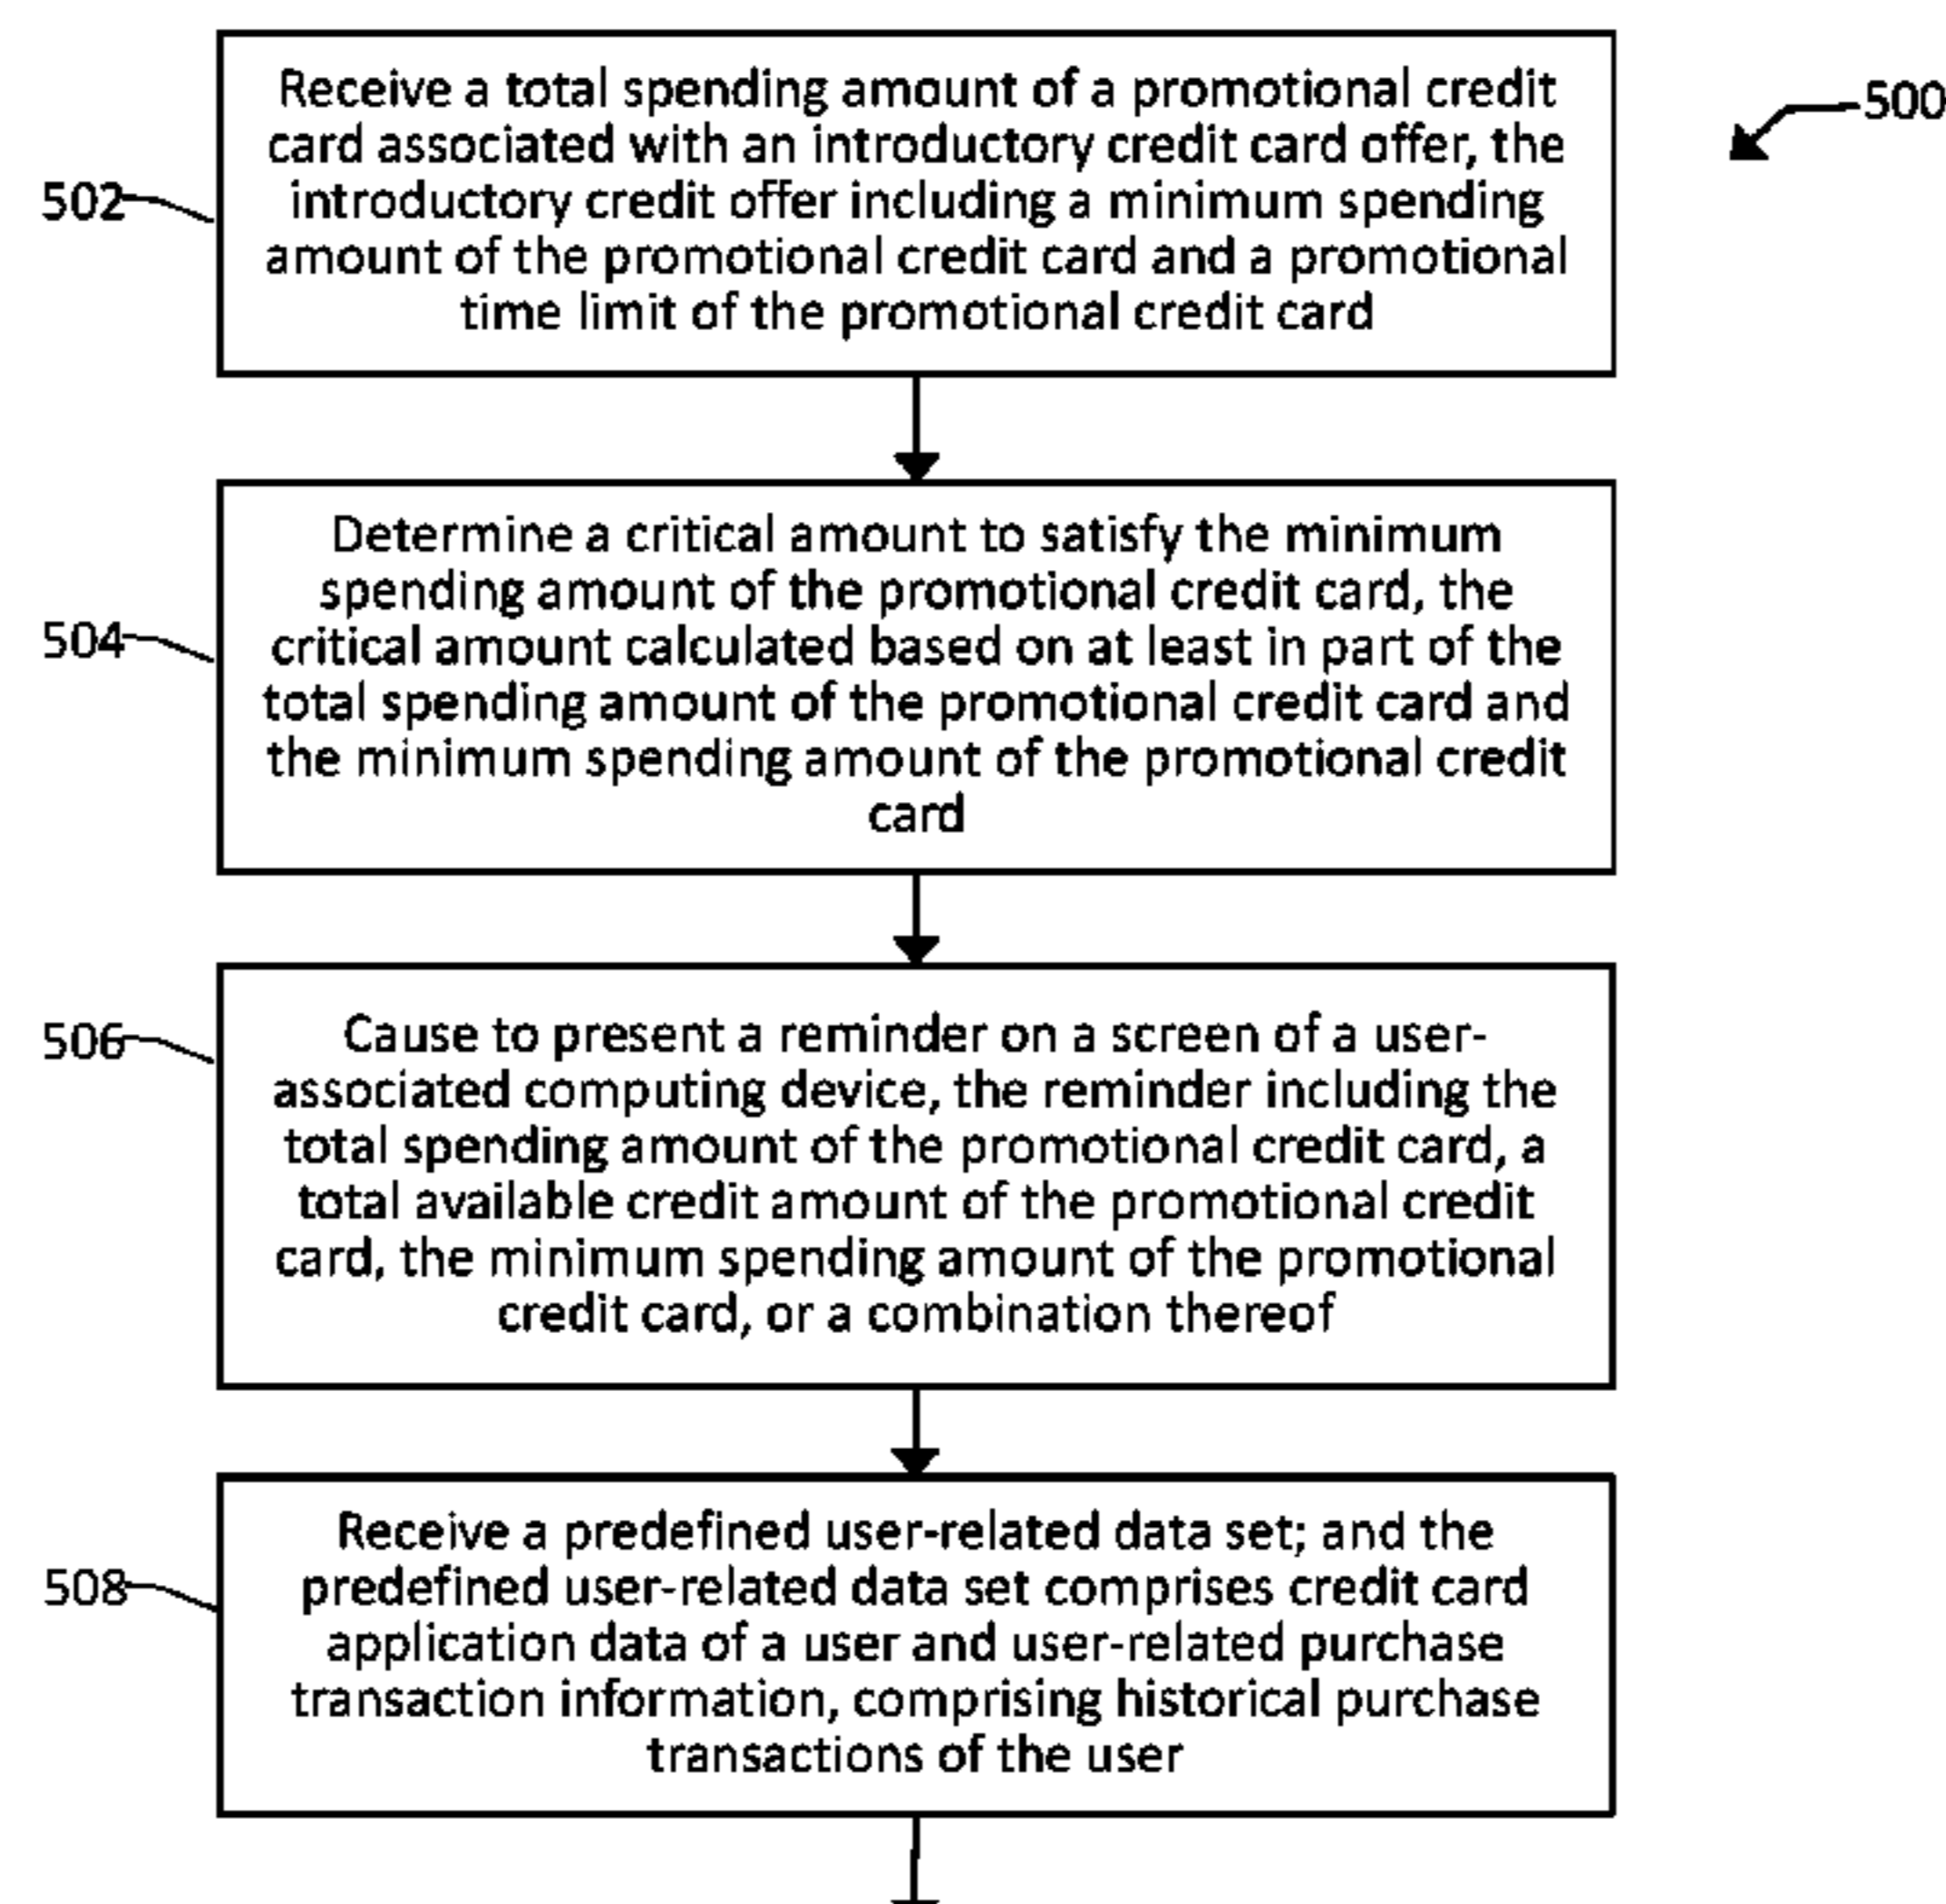 Receive a total spending amount of a promotional credit
card associated with an introductory credit card offer, the
introductory credit offer including a minimum spending
amount of the promotional credit card and a promotional
time limit of the promotional credit card
500
502
Determine a critical amount to satisfy the minimum
spending amount of the promotional credit card, the
critical amount calculated based on at least in part of the
total spending amount of the promotional credit card and
the minimum spending amount of the promotional credit
card
504
Cause to present a reminder on a screen of a user-
associated computing device, the reminder including the
total spending amount of the promotional credit card, a
total available credit amount of the promotional credit
card, the minimum spending amount of the promotional
credit card, or a combination thereof
506
Receive a predefined user-related data set; and the
predefined user-related data set comprises credit card
application data of a user and user-related purchase
transaction information, comprising historical purchase
transactions of the user
508